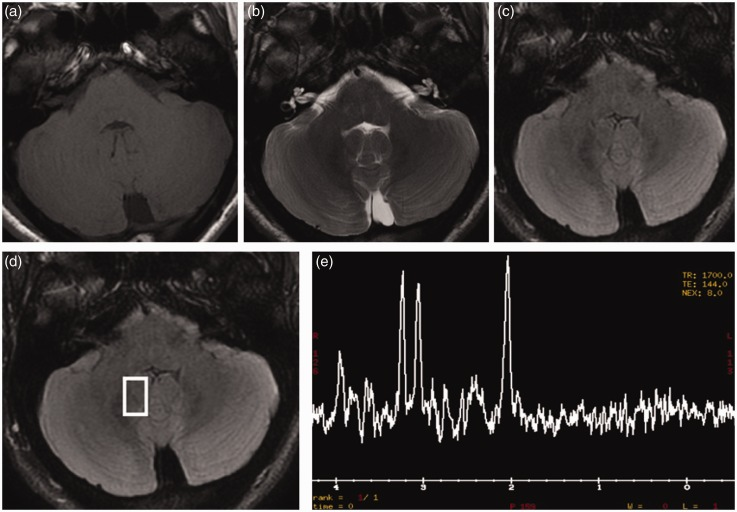 (a)
(b)
(c)
(d)
(e)
TR: 1700.0
TE: 144.0
NEX: 8.0
R
L
4
3
2
1
0
rank = 1/ 1
time = 0
W =
L =